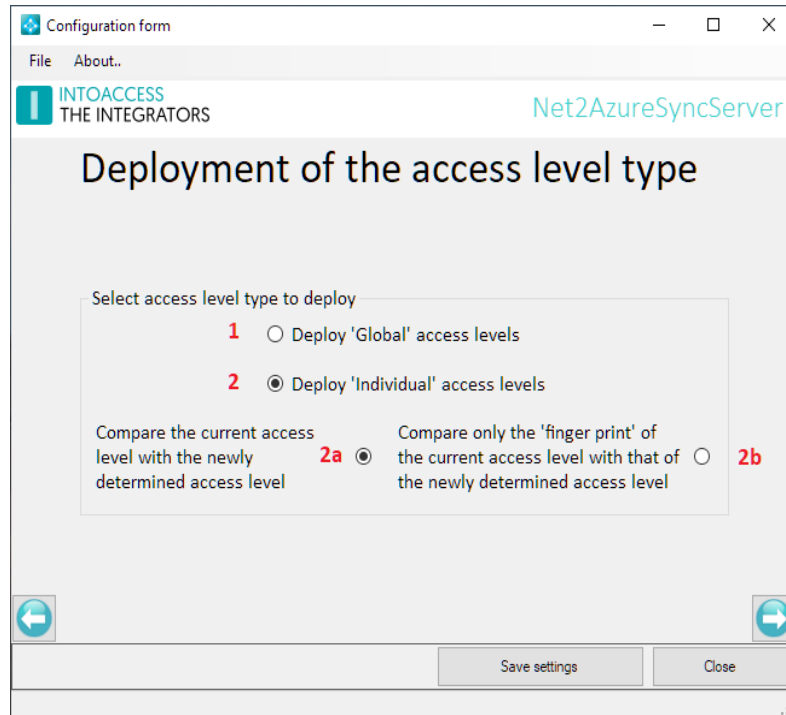 Configuration form
File About..
I INTOACCESS
THE INTEGRATORS
Net2AzureSyncServer
Deployment of the access level type
Select access level type to deploy
1 Deploy 'Global' access levels
2 Deploy 'Individual' access levels
Compare the current access
level with the newly
determined access level
2a
Compare only the 'finger print' of
the current access level with that of
the newly determined access level
2b
Save settings
Close